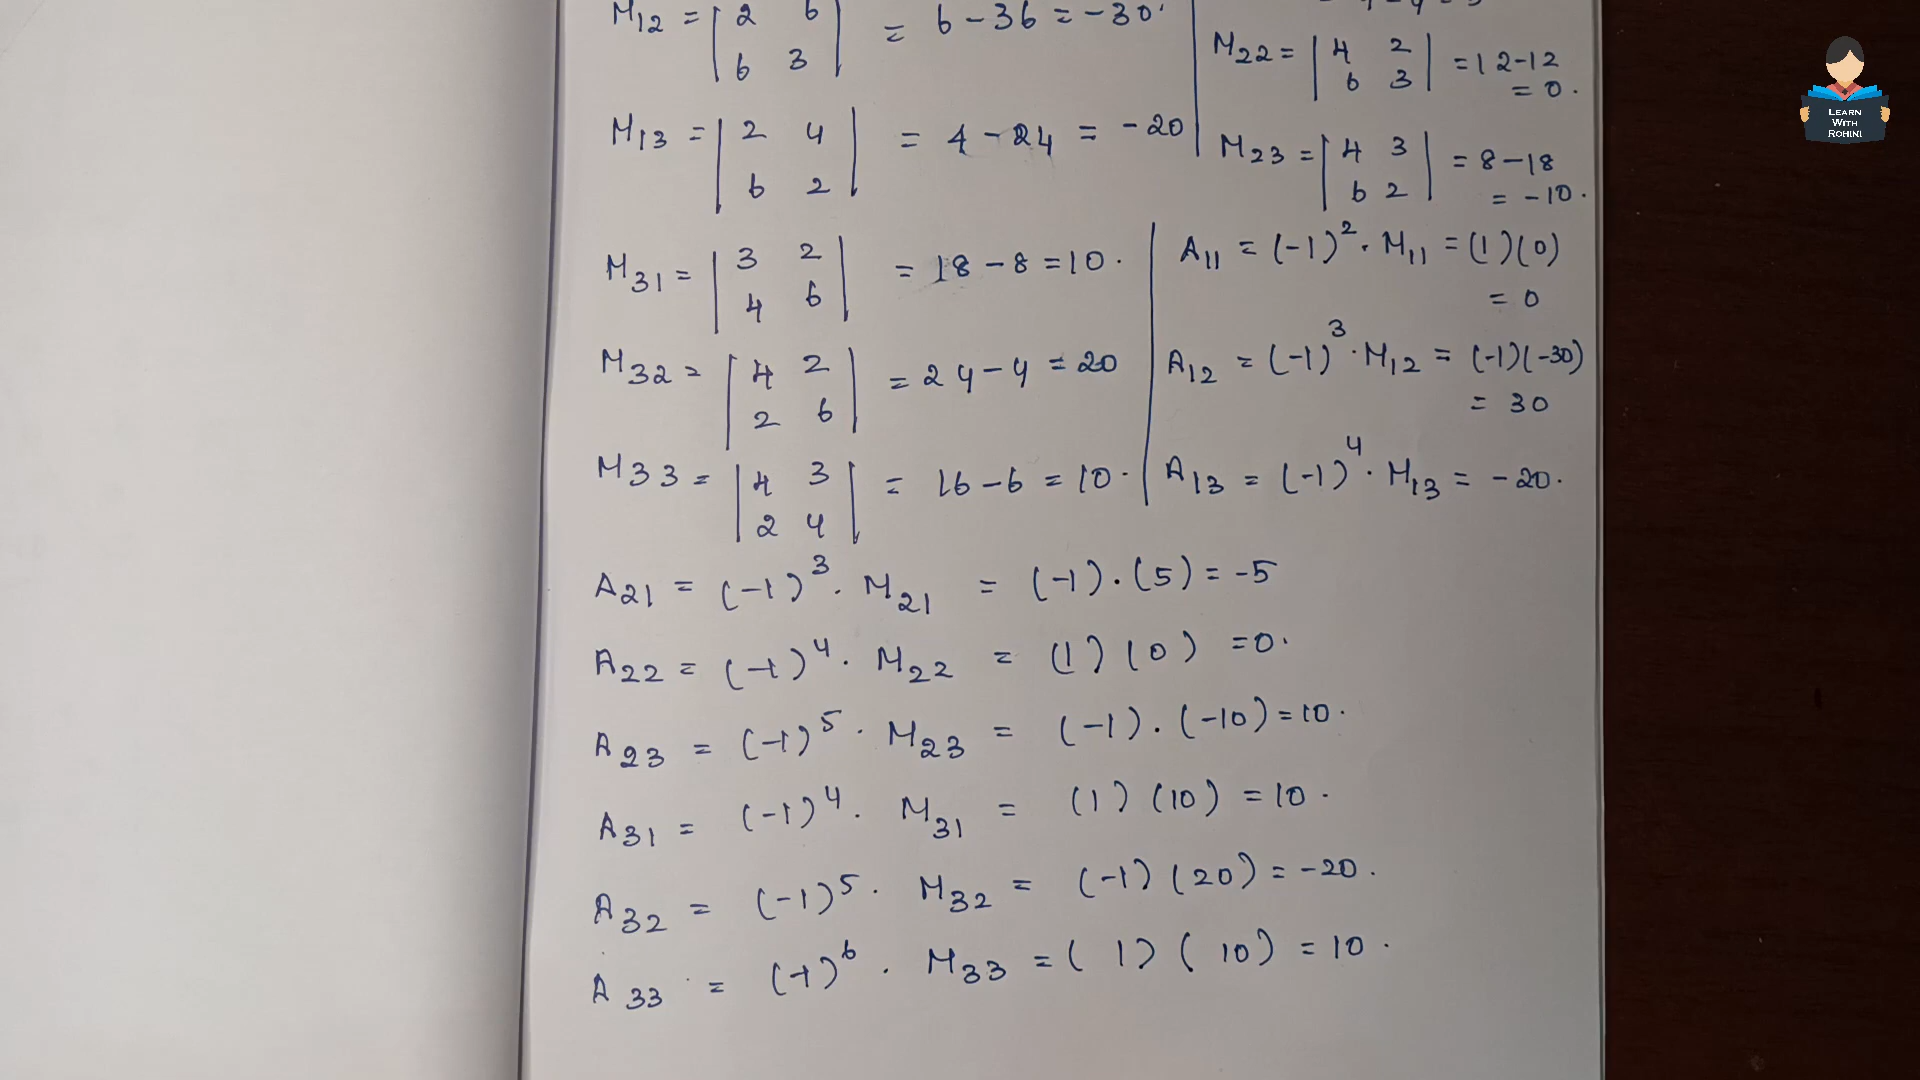 M12 = | 2 6 | = 6 - 36 = -30.
6 3
M13 = | 2 4 | = 4 - 24 = -20
6 2
M31 = | 3 2 | = 18 - 8 = 10.
4 6
M32 = | 4 2 | = 24 - 4 = 20
2 6
M33 = | 4 3 | = 16 - 6 = 10.
2 4
M22 = | 4 2 | = 12-12
6 3 = 0.
M23 = | 4 3 | = 8-18
6 2 = -10.
A11 = (-1)². M11 = (1)(0)
= 0
A12 = (-1)³.M12 = (-1)(-30)
= 30
A13 = (-1)⁴. M13 = -20.
A21 = (-1)³. M21 = (-1).(5) = -5
A22 = (-1)⁴. M22 = (1)(0) = 0.
A23 = (-1)⁵. M23 = (-1).(-10) = 10.
A31 = (-1)⁴. M31 = (1)(10) = 10.
A32 = (-1)⁵. M32 = (-1)(20) = -20.
A33 = (-1)⁶. M33 = (1)(10) = 10.
LEARN
WITH
ROHINI